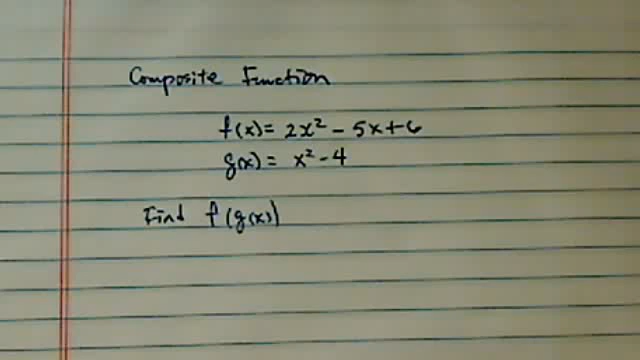 Composite Function
f(x) = 2x² - 5x + 6
g(x) = x² - 4
Find f(g(x))